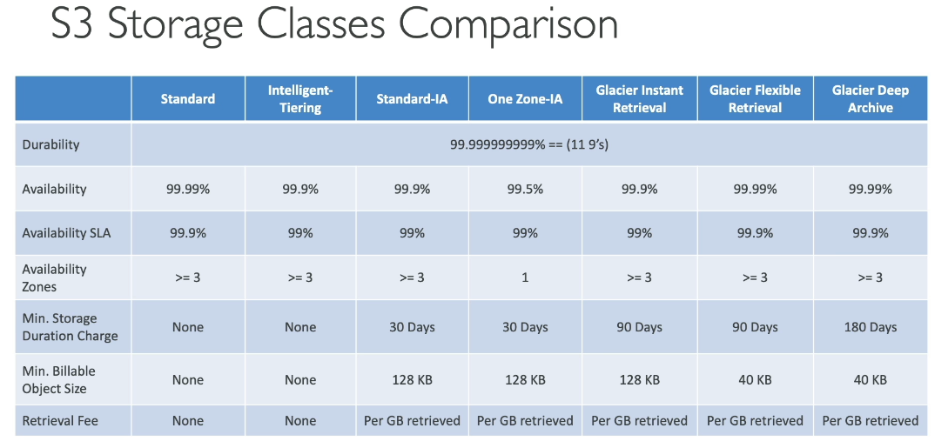 S3 Storage Classes Comparison
Standard Intelligent-Tiering Standard-IA One Zone-IA Glacier Instant Retrieval Glacier Flexible Retrieval Glacier Deep Archive
Durability 99.999999999% == (11 9's)
Availability 99.99% 99.9% 99.9% 99.5% 99.9% 99.99% 99.99%
Availability SLA 99.9% 99% 99% 99% 99% 99.9% 99.9%
Availability Zones >= 3 >= 3 >= 3 1 >= 3 >= 3 >= 3
Min. Storage Duration Charge None None 30 Days 30 Days 90 Days 90 Days 180 Days
Min. Billable Object Size None None 128 KB 128 KB 128 KB 40 KB 40 KB
Retrieval Fee None None Per GB retrieved Per GB retrieved Per GB retrieved Per GB retrieved Per GB retrieved